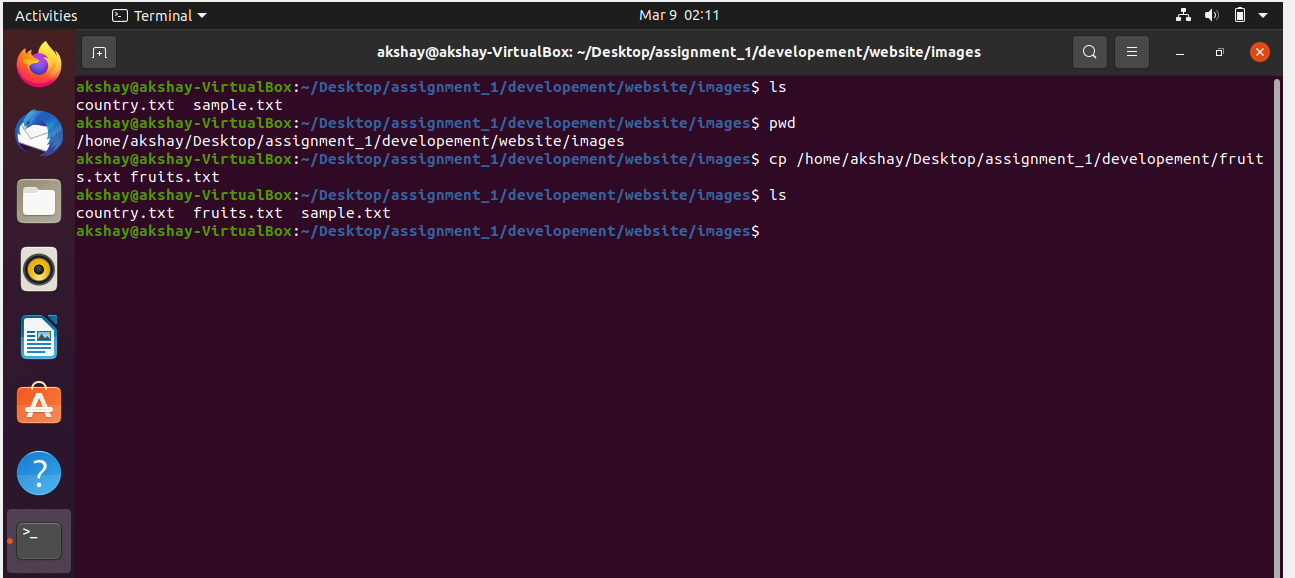 Activities
Terminal
Mar 9 02:11
akshay@akshay-VirtualBox: ~/Desktop/assignment_1/developement/website/images
akshay@akshay-VirtualBox:~/Desktop/assignment_1/developement/website/images$ ls
country.txt  sample.txt
akshay@akshay-VirtualBox:~/Desktop/assignment_1/developement/website/images$ pwd
/home/akshay/Desktop/assignment_1/developement/website/images
akshay@akshay-VirtualBox:~/Desktop/assignment_1/developement/website/images$ cp /home/akshay/Desktop/assignment_1/developement/fruit
s.txt fruits.txt
akshay@akshay-VirtualBox:~/Desktop/assignment_1/developement/website/images$ ls
country.txt  fruits.txt  sample.txt
akshay@akshay-VirtualBox:~/Desktop/assignment_1/developement/website/images$